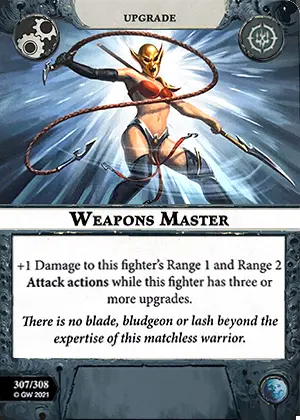 UPGRADE
WEAPONS MASTER
+1 Damage to this fighter's Range 1 and Range 2
Attack actions while this fighter has three or
more upgrades.
There is no blade, bludgeon or lash beyond the
expertise of this matchless warrior.
307/308
© GW 2021